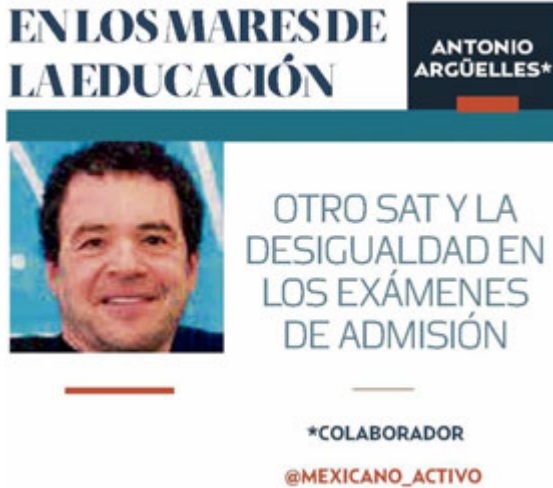 EN LOS MARES DE
LA EDUCACIÓN
ANTONIO
ARGÜELLES*
OTRO SAT Y LA
DESIGUALDAD EN
LOS EXÁMENES
DE ADMISIÓN
*COLABORADOR
@MEXICANO_ACTIVO